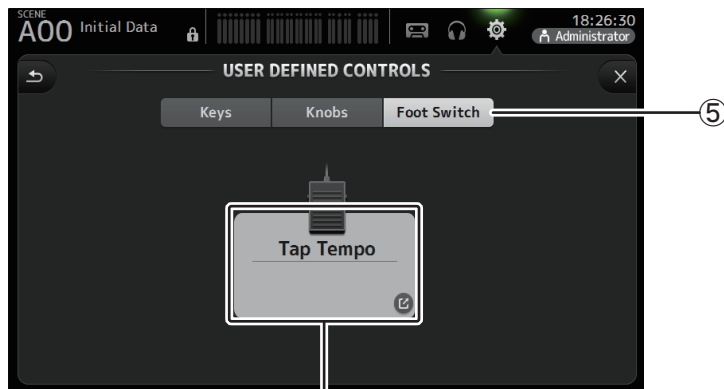 SCENE
A00 Initial Data
18:26:30
Administrator
USER DEFINED CONTROLS
Keys Knobs Foot Switch
⑤
Tap Tempo